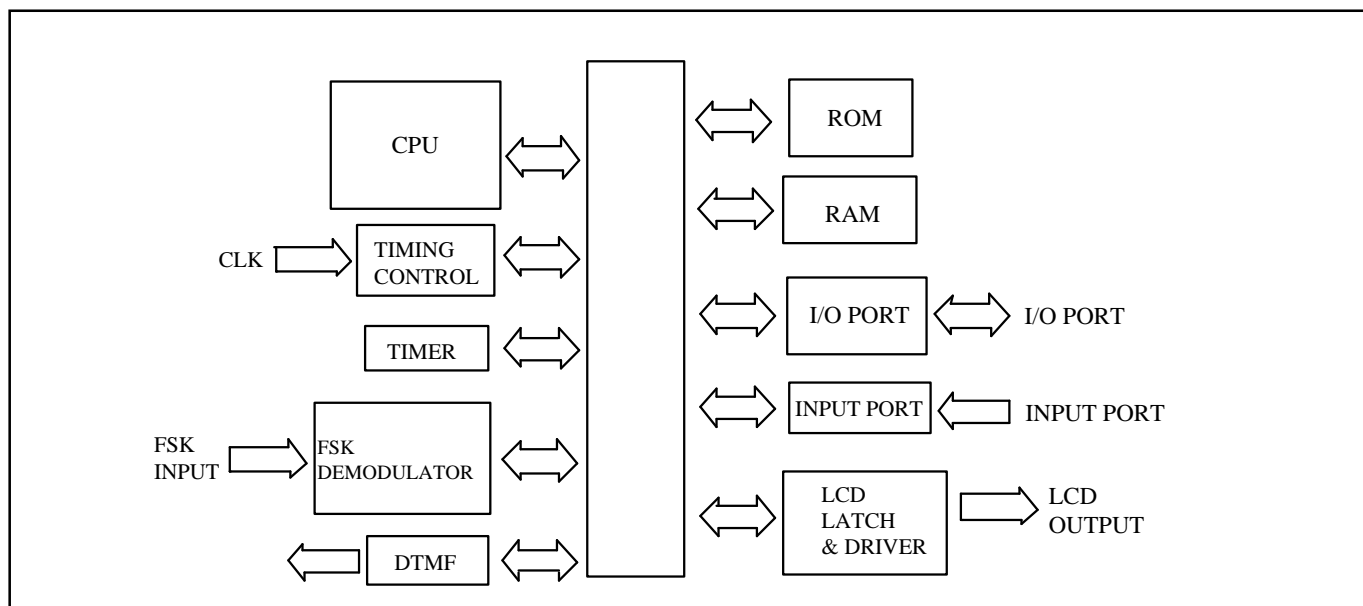 CPU
CLK
TIMING
CONTROL
TIMER
FSK
INPUT
FSK
DEMODULATOR
DTMF
ROM
RAM
I/O PORT
I/O PORT
INPUT PORT
INPUT PORT
LCD
LATCH
& DRIVER
LCD
OUTPUT